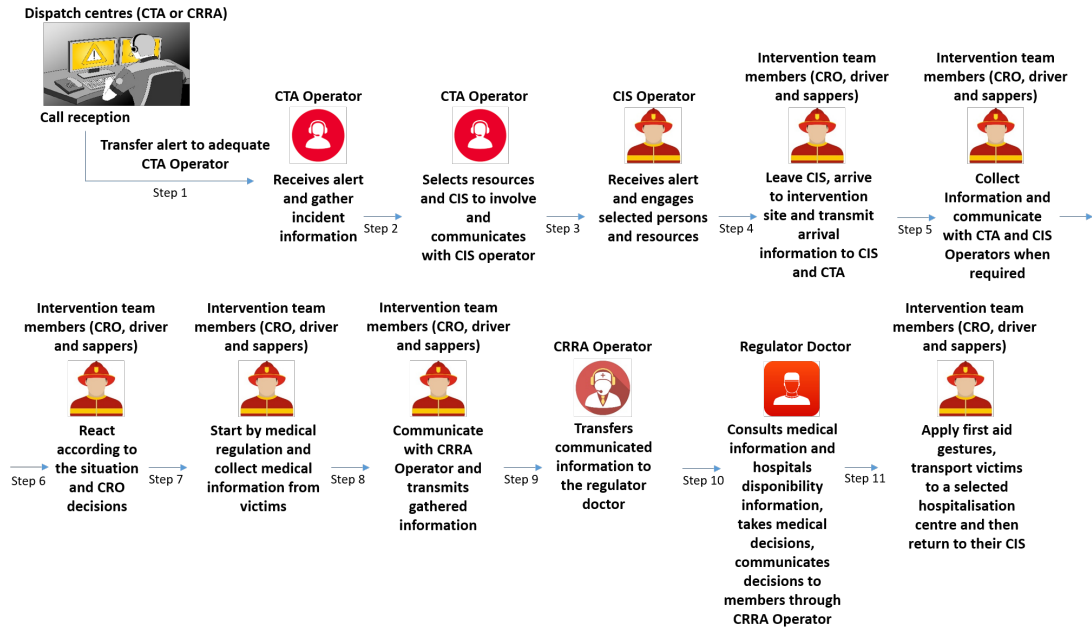 Dispatch centres (CTA or CRRA)
Call reception
Transfer alert to adequate
CTA Operator
Step 1
CTA Operator
Receives alert
and gather
incident
information
Step 2
CTA Operator
Selects resources
and CIS to involve
and
communicates
with CIS operator
Step 3
CIS Operator
Receives alert
and engages
selected persons
and resources
Step 4
Intervention team
members (CRO, driver
and sappers)
Leave CIS, arrive
to intervention
site and transmit
arrival
information to CIS
and CTA
Step 5
Intervention team
members (CRO, driver
and sappers)
Collect
Information and
communicate
with CTA and CIS
Operators when
required
Step 6
Intervention team
members (CRO, driver
and sappers)
React
according to
the situation
and CRO
decisions
Step 7
Intervention team
members (CRO, driver
and sappers)
Start by medical
regulation and
collect medical
information from
victims
Step 8
Intervention team
members (CRO, driver
and sappers)
Communicate
with CRRA
Operator and
transmits
gathered
information
Step 9
CRRA Operator
Transfers
communicated
information to
the regulator
doctor
Step 10
Regulator Doctor
Consults medical
information and
hospitals
disponibility
information,
takes medical
decisions,
communicates
decisions to
members through
CRRA Operator
Step 11
Intervention team
members (CRO, driver
and sappers)
Apply first aid
gestures,
transport victims
to a selected
hospitalisation
centre and then
return to their CIS